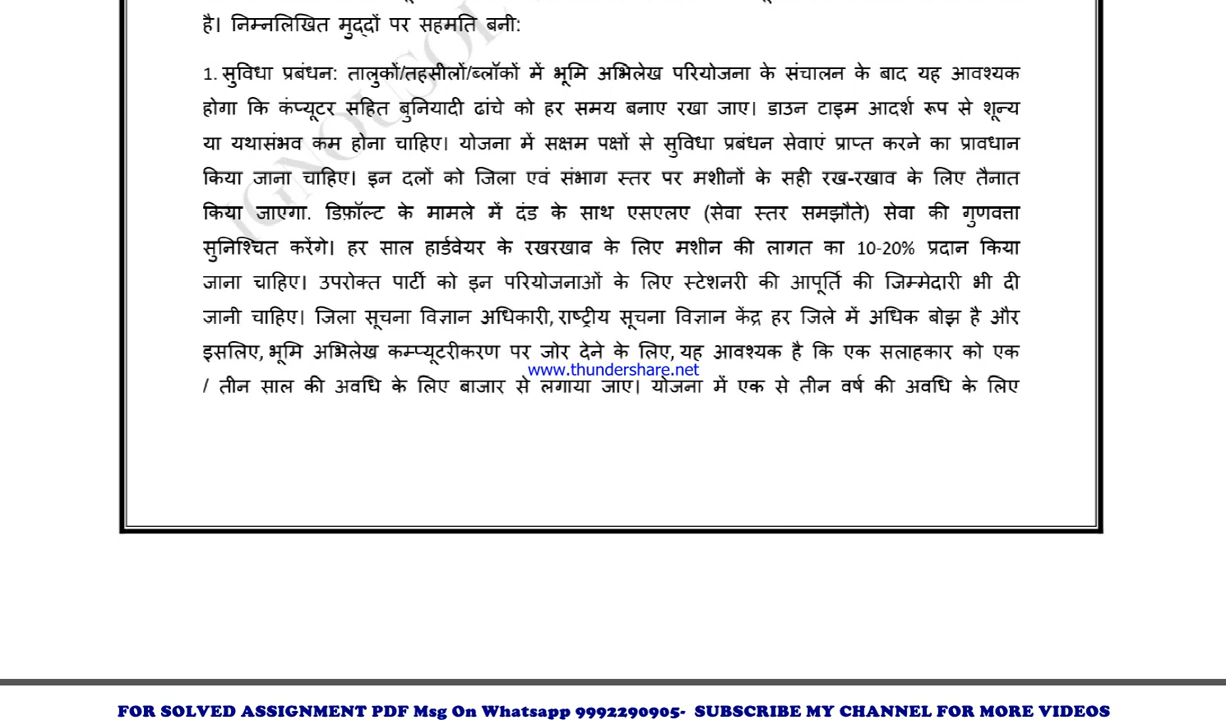 है। निम्नलिखित मुद्दों पर सहमति बनी:
1. सुविधा प्रबंधन: तालुकों/तहसीलों/ब्लॉकों में भूमि अभिलेख परियोजना के संचालन के बाद यह आवश्यक
होगा कि कंप्यूटर सहित बुनियादी ढांचे को हर समय बनाए रखा जाए। डाउन टाइम आदर्श रूप से शून्य
या यथासंभव कम होना चाहिए। योजना में सक्षम पक्षों से सुविधा प्रबंधन सेवाएं प्राप्त करने का प्रावधान
किया जाना चाहिए। इन दलों को जिला एवं संभाग स्तर पर मशीनों के सही रख-रखाव के लिए तैनात
किया जाएगा. डिफ़ॉल्ट के मामले में दंड के साथ एसएलए (सेवा स्तर समझौते) सेवा की गुणवत्ता
सुनिश्चित करेंगे। हर साल हार्डवेयर के रखरखाव के लिए मशीन की लागत का 10-20% प्रदान किया
जाना चाहिए। उपरोक्त पार्टी को इन परियोजनाओं के लिए स्टेशनरी की आपूर्ति की जिम्मेदारी भी दी
जानी चाहिए। जिला सूचना विज्ञान अधिकारी, राष्ट्रीय सूचना विज्ञान केंद्र हर जिले में अधिक बोझ है और
इसलिए, भूमि अभिलेख कम्प्यूटरीकरण पर जोर देने के लिए, यह आवश्यक है कि एक सलाहकार को एक
www.thundershare.net
/ तीन साल की अवधि के लिए बाजार से लगाया जाए। योजना में एक से तीन वर्ष की अवधि के लिए
IGNOUSOL
FOR SOLVED ASSIGNMENT PDF Msg On Whatsapp 9992290905- SUBSCRIBE MY CHANNEL FOR MORE VIDEOS